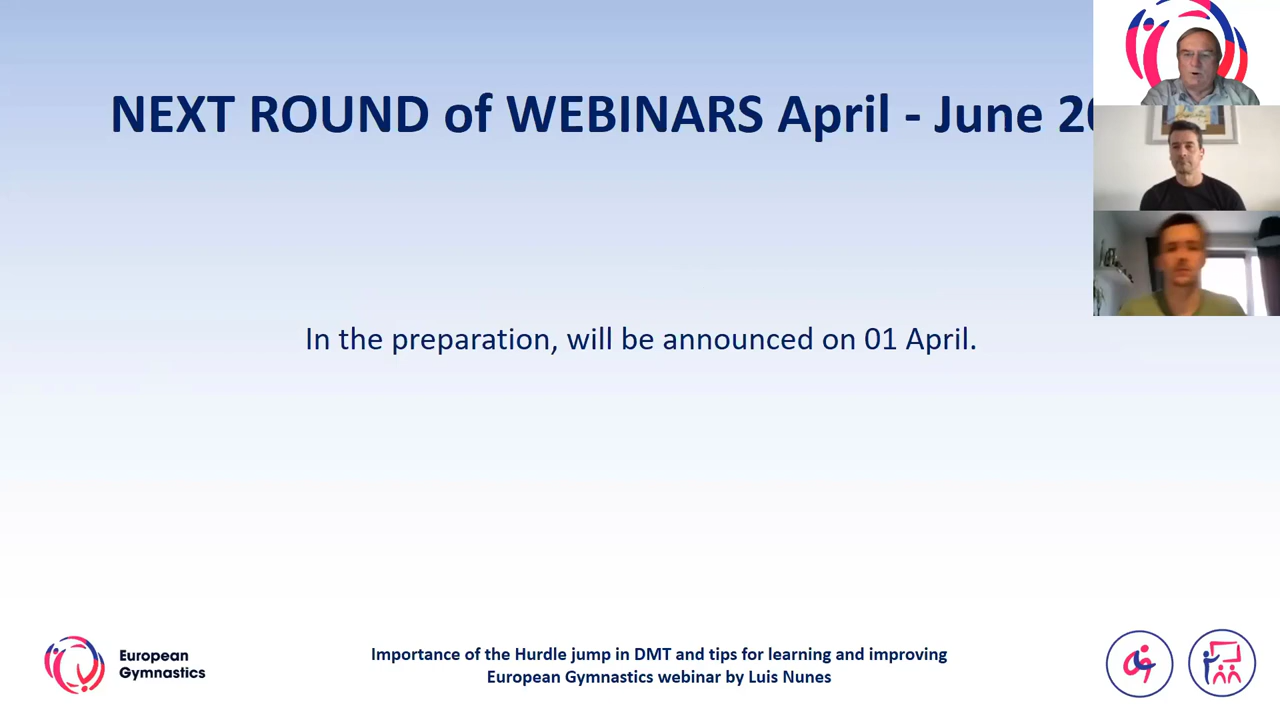 NEXT ROUND of WEBINARS April - June
In the preparation, will be announced on 01 April.
European
Gymnastics
Importance of the Hurdle jump in DMT and tips for learning and improving
European Gymnastics webinar by Luis Nunes